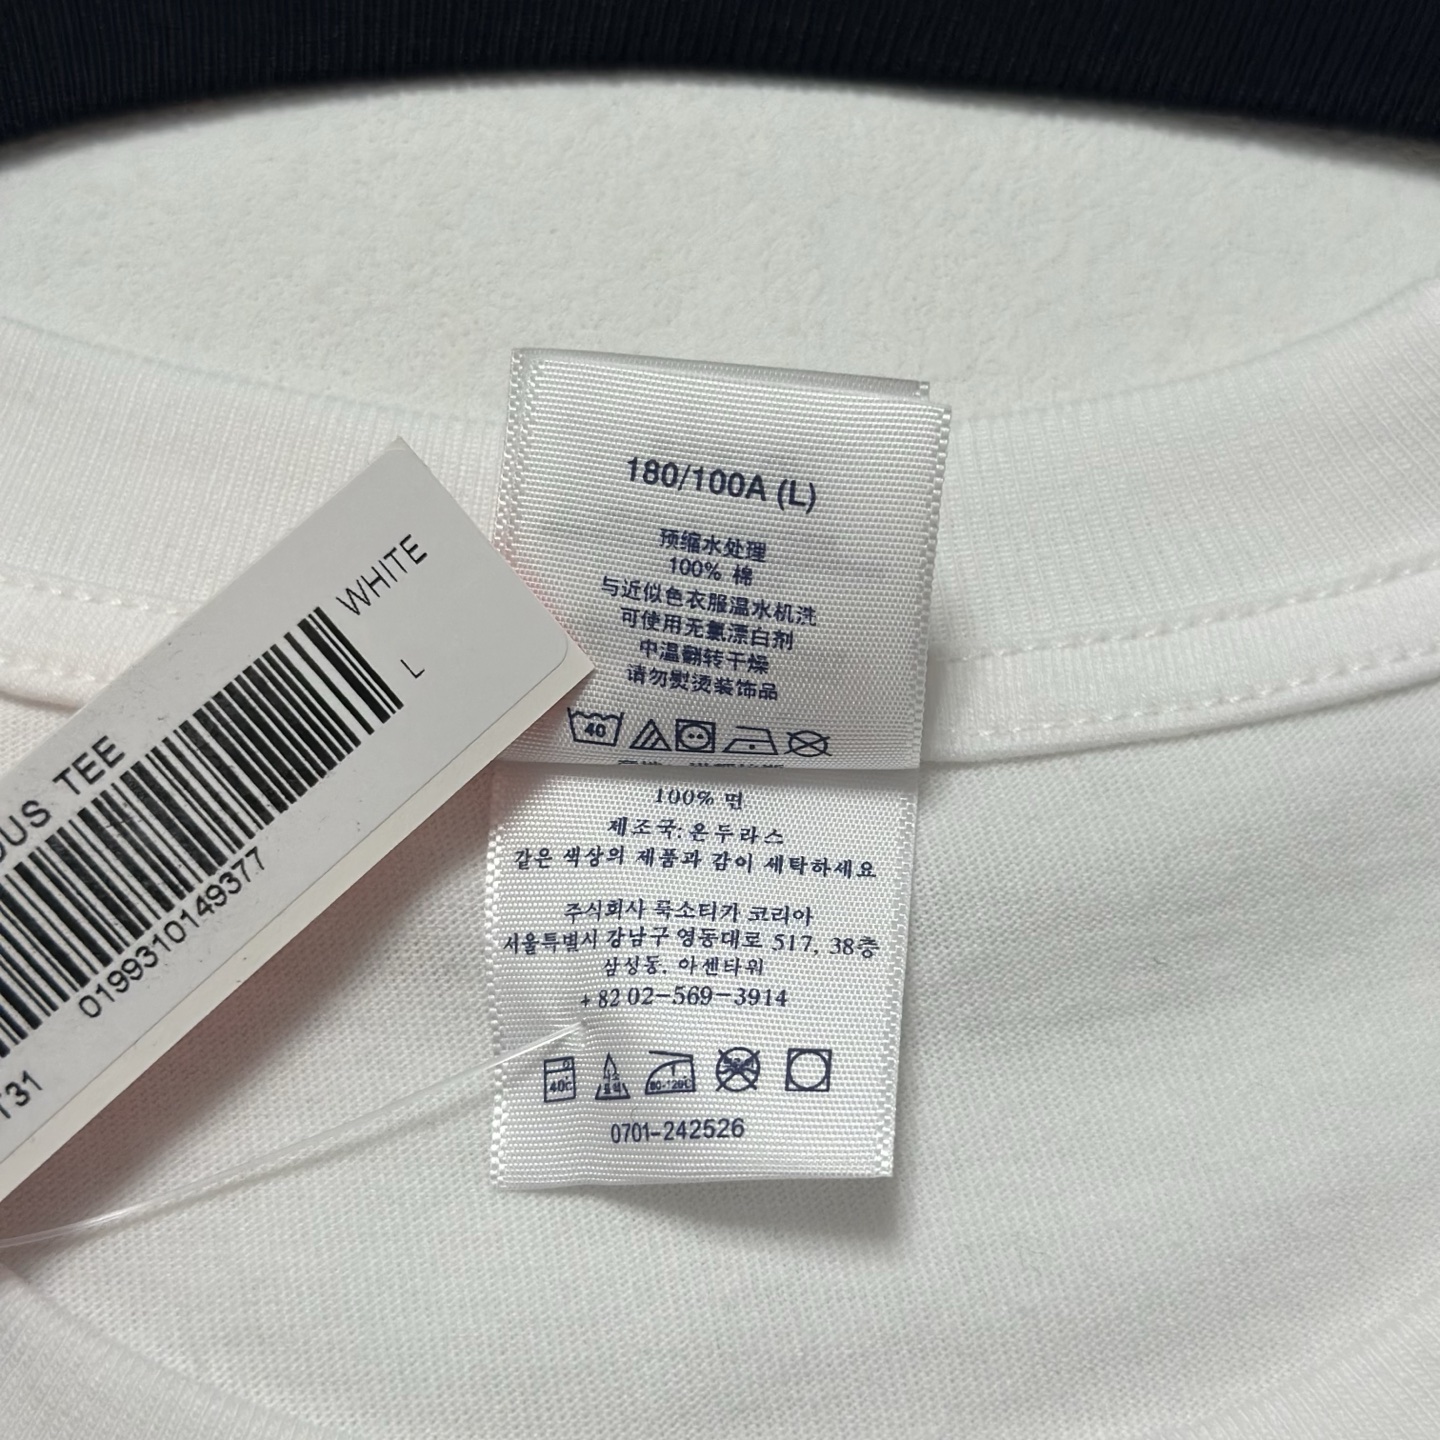 WHITE
L
TEE
019931014 9377
T31
180/100A (L)
预缩水处理
100% 棉
与近似色衣服温水机洗
可使用无氯漂白剂
中温翻转干燥
请勿熨烫装饰品
40
100% 면
제조국: 온두라스
같은 색상의 제품과 같이 세탁하세요
주식회사 룩소티카 코리아
서울특별시 강남구 영동대로 517, 38층
삼성동, 아셈타워
+82 02-569-3914
40℃
80-120℃
0701-242526